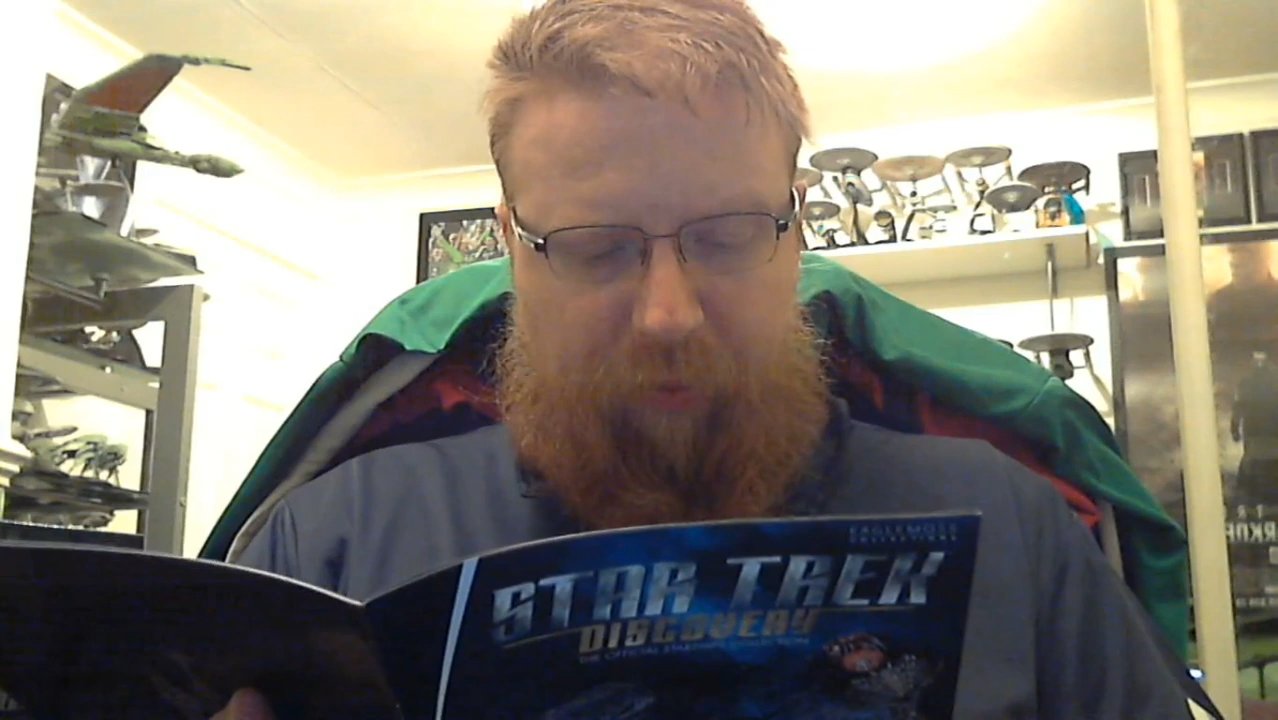 EAGLEMOSS
COLLECTIONS
STAR TREK
DISCOVERY
THE OFFICIAL STARSHIPS COLLECTION